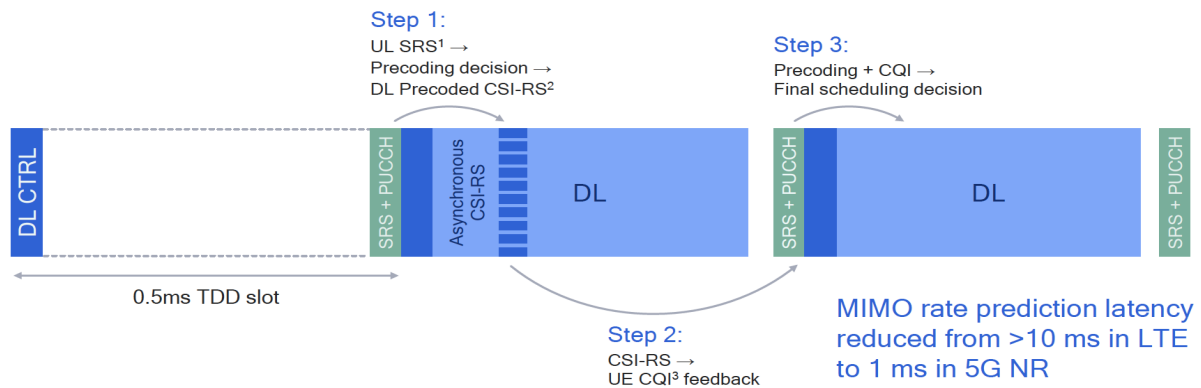 Step 1:
UL SRS¹ →
Precoding decision →
DL Precoded CSI-RS²
Step 3:
Precoding + CQI →
Final scheduling decision
DL CTRL
SRS + PUCCH
Asynchronous
CSI-RS
DL
SRS + PUCCH
DL
SRS + PUCCH
0.5ms TDD slot
Step 2:
CSI-RS →
UE CQI³ feedback
MIMO rate prediction latency
reduced from >10 ms in LTE
to 1 ms in 5G NR